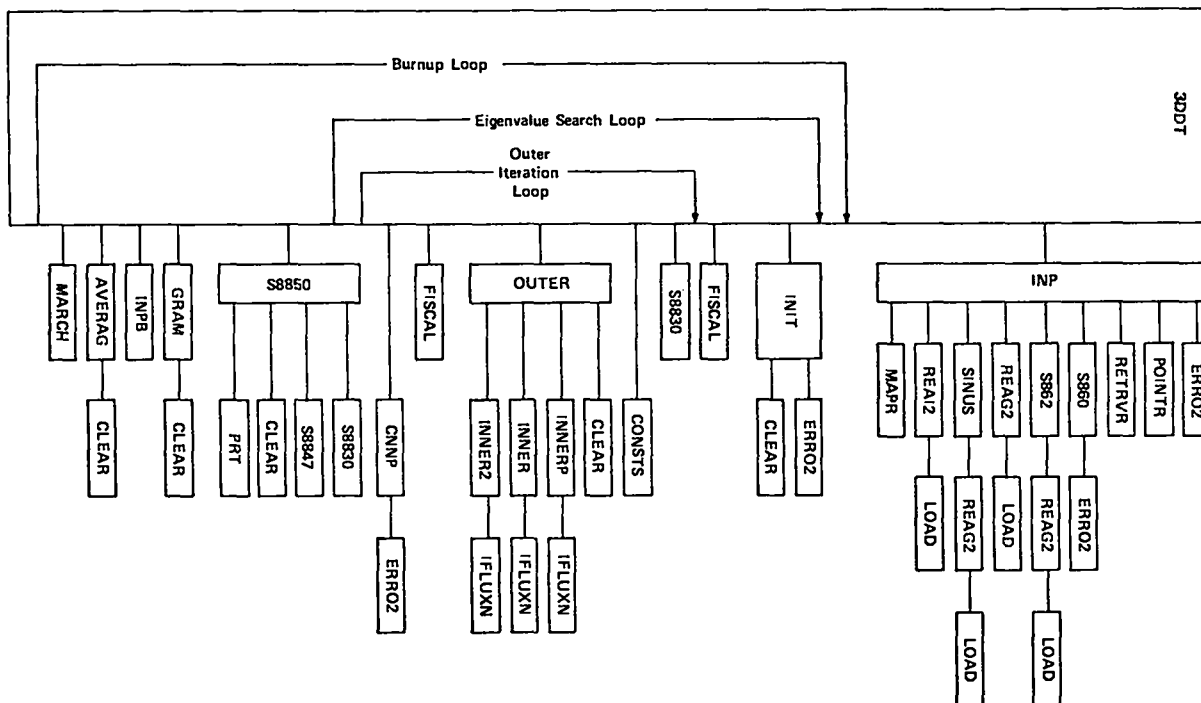 3DDT
Burnup Loop
Eigenvalue Search Loop
Outer
Iteration
Loop
MARCH
AVERAG
INPB
GRAM
S8850
FISCAL
OUTER
S8830
FISCAL
INIT
INP
CLEAR
CLEAR
PRT
CLEAR
S8847
S8830
CNNP
ERRO2
INNER2
INNER
INNERP
CLEAR
CONSTS
IFLUXN
IFLUXN
IFLUXN
CLEAR
ERRO2
MAPR
REAI2
SINUS
REAG2
S862
S860
RETRVR
POINTR
ERRO2
LOAD
REAG2
LOAD
REAG2
ERRO2
LOAD
LOAD